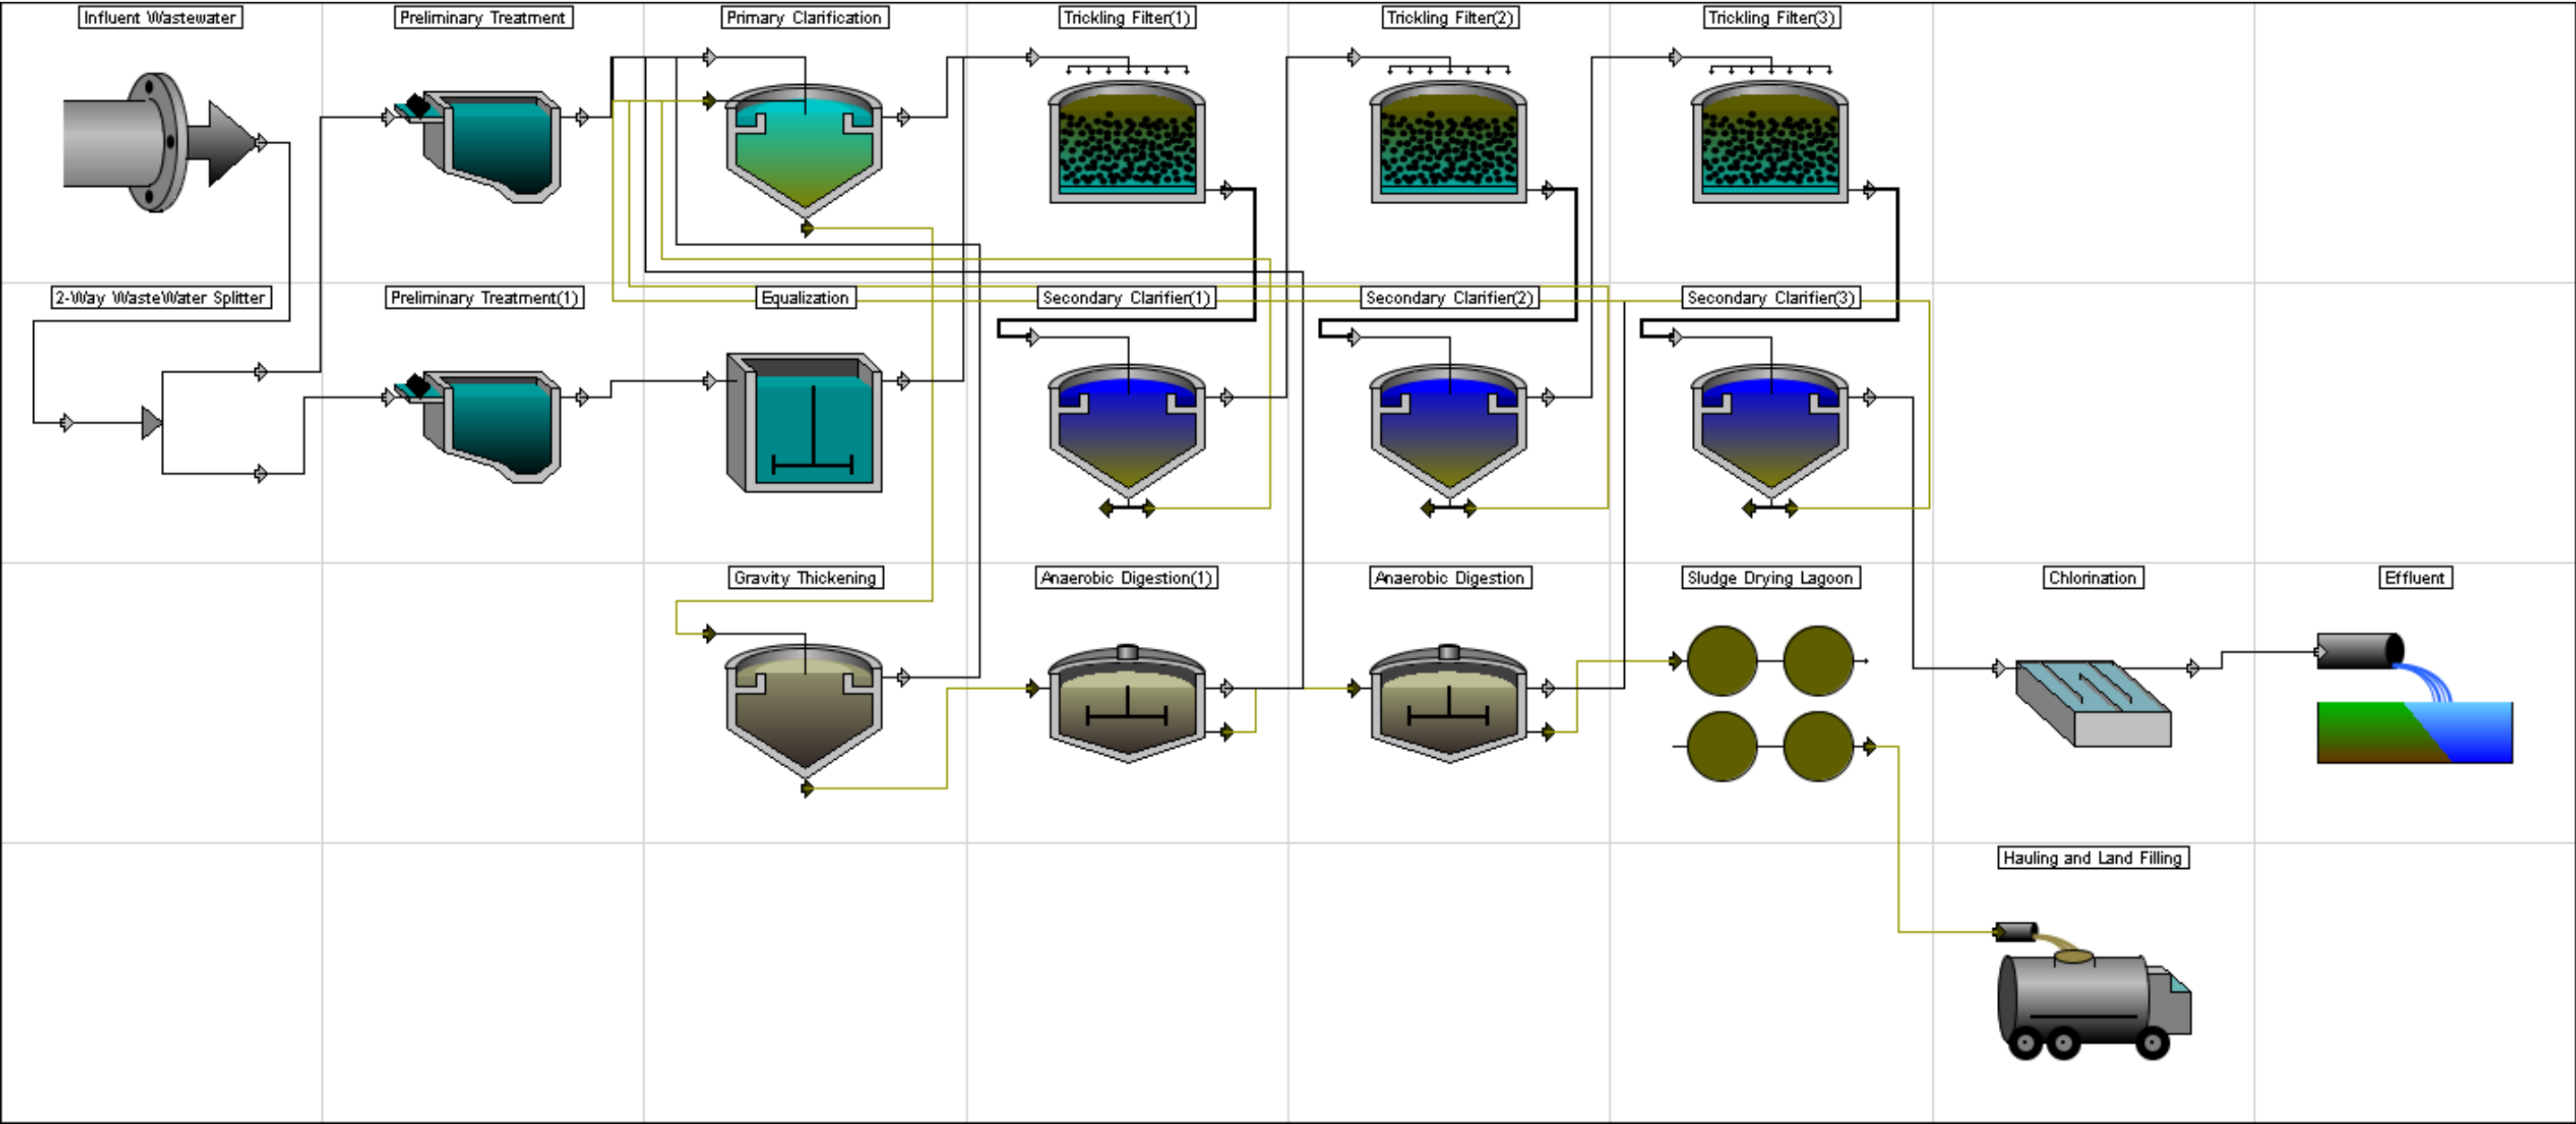 Influent Wastewater
Preliminary Treatment
Primary Clarification
Trickling Filter(1)
Trickling Filter(2)
Trickling Filter(3)
2-Way WasteWater Splitter
Preliminary Treatment(1)
Equalization
Secondary Clarifier(1)
Secondary Clarifier(2)
Secondary Clarifier(3)
Gravity Thickening
Anaerobic Digestion(1)
Anaerobic Digestion
Sludge Drying Lagoon
Chlorination
Effluent
Hauling and Land Filling